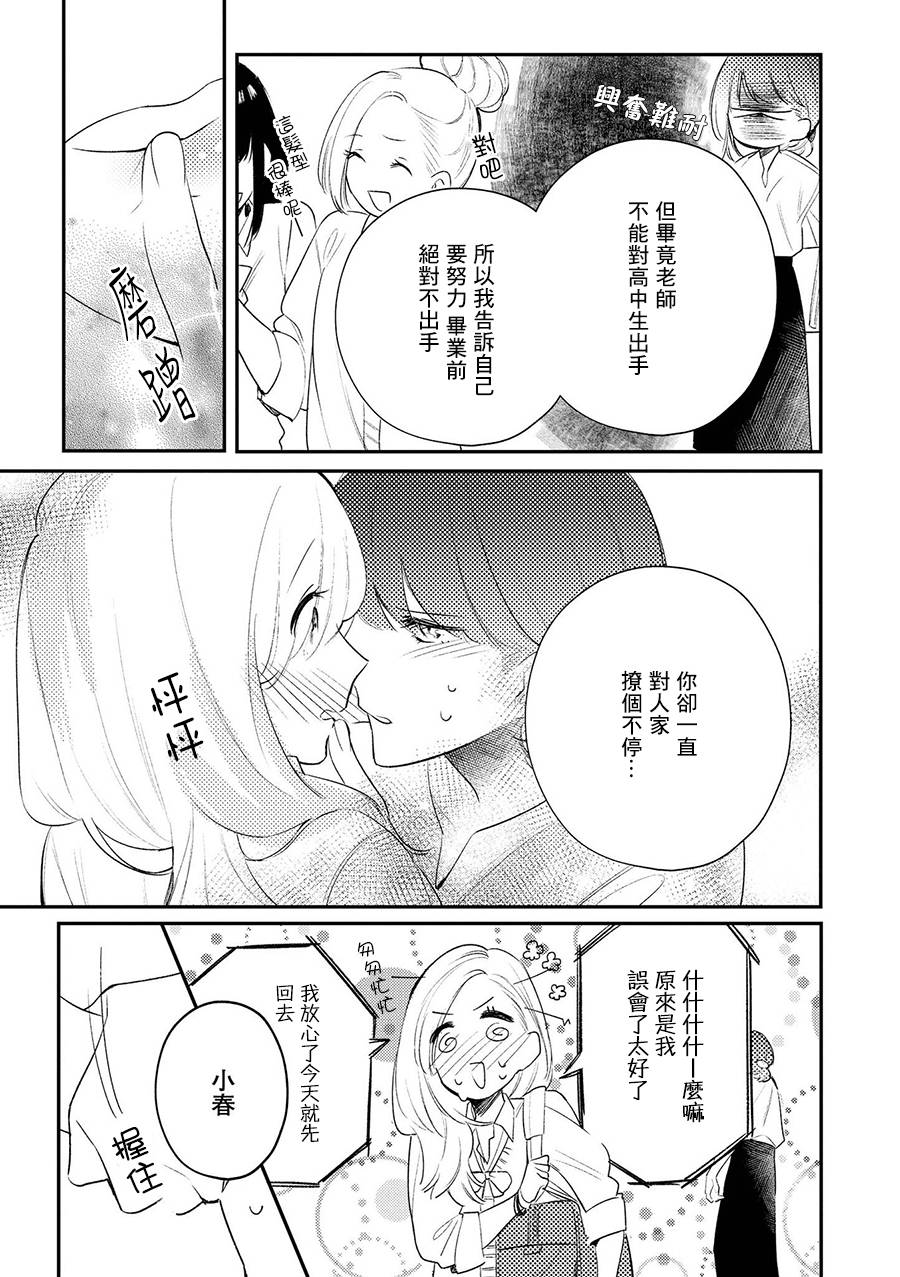 興奮難耐
但畢竟老師
不能對高中生出手
對吧
這髮型
很棒呢
所以我告訴自己
要努力 畢業前
絕對不出手
磨蹭
你卻一直
對人家
撩個不停…
怦怦
什什什什—麼嘛
原來是我
誤會了太好了
匆匆忙忙
我放心了今天就先
回去
小春
握住